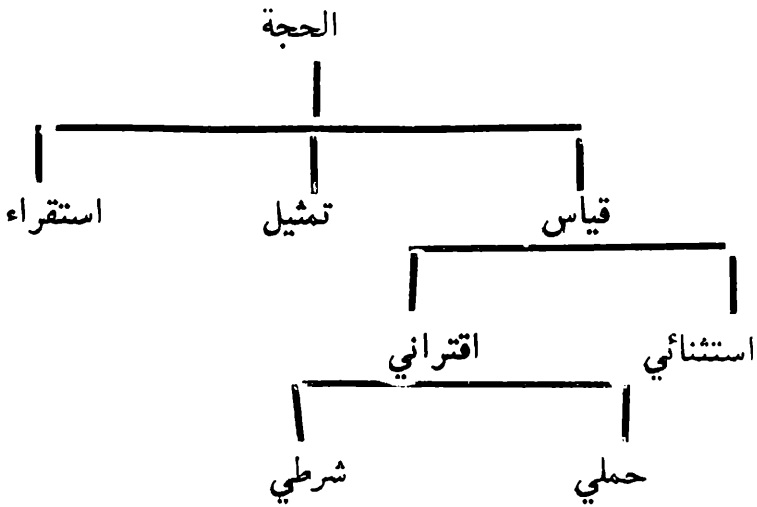 الحجة
قياس تمثيل استقراء
استثنائي اقتراني
حملي شرطي